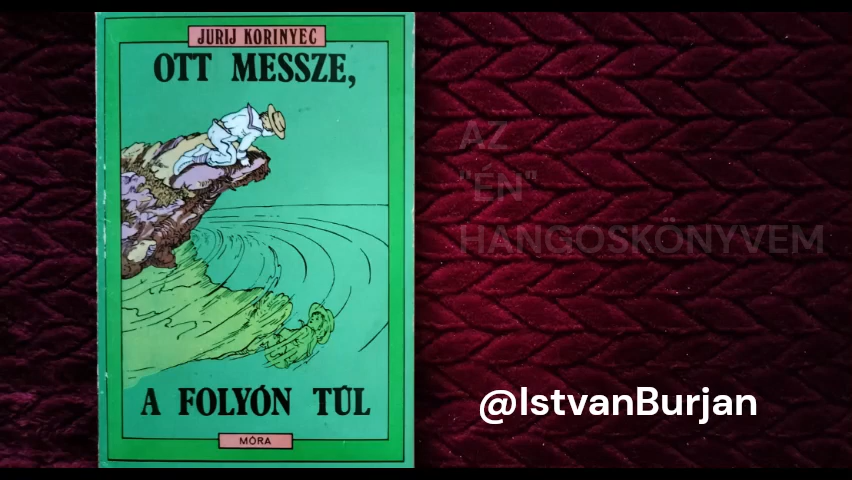 JURIJ KORINYEC
OTT MESSZE,
A FOLYÓN TÚL
MÓRA
AZ
"ÉN"
HANGOSKÖNYVEM
@IstvanBurjan